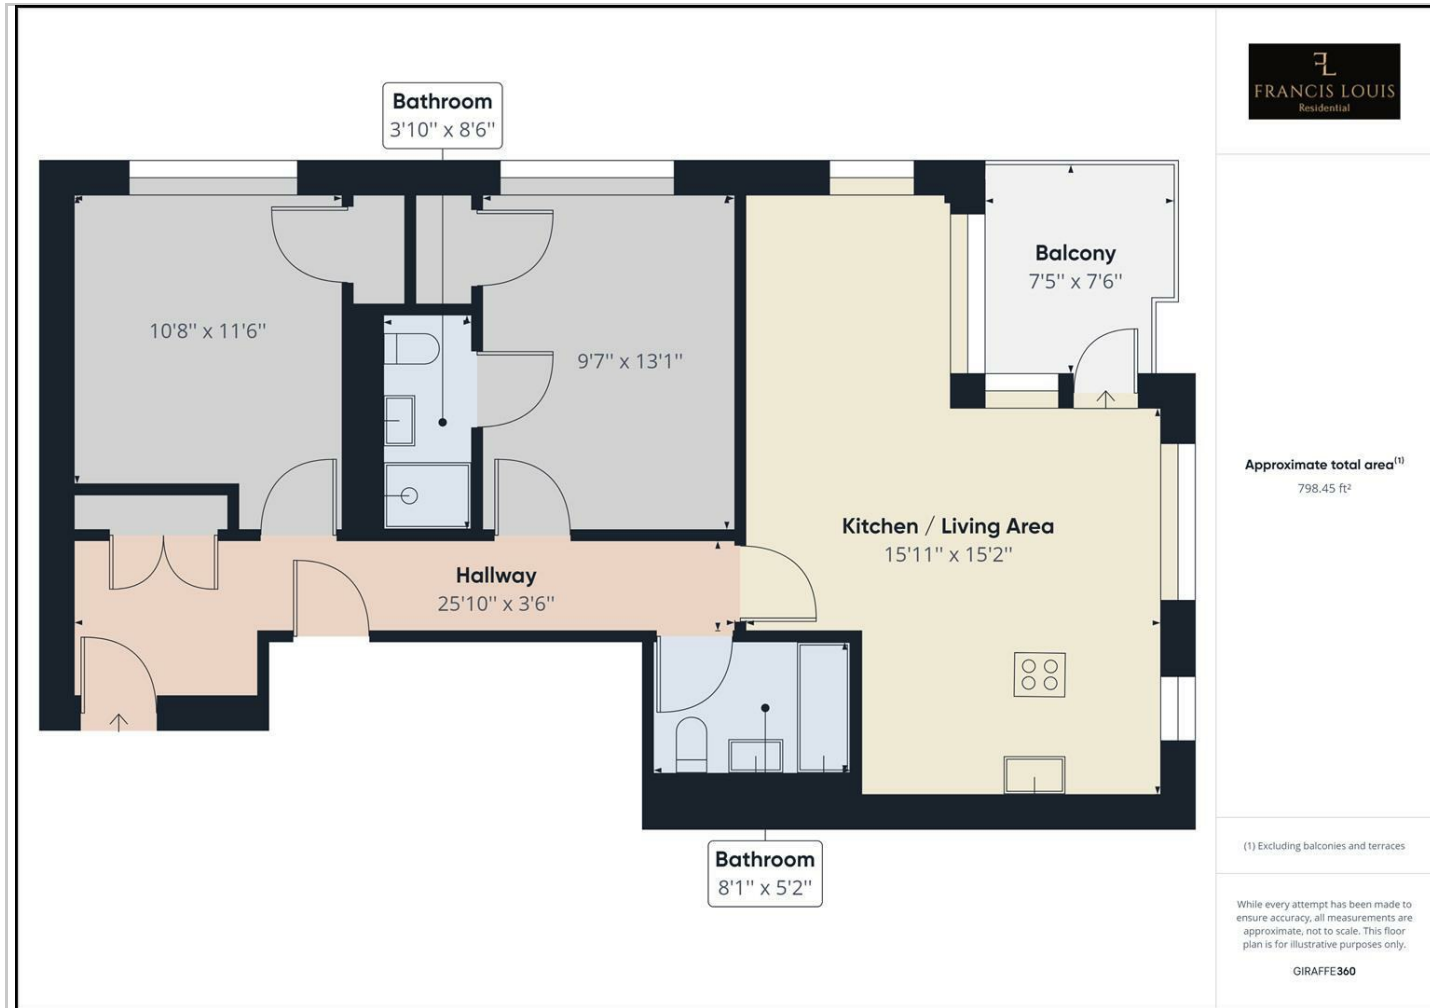 FL
FRANCIS LOUIS
Residential
Bathroom
3'10'' x 8'6''
Balcony
7'5'' x 7'6''
10'8'' x 11'6''
9'7'' x 13'1''
Kitchen / Living Area
15'11'' x 15'2''
Hallway
25'10'' x 3'6''
Bathroom
8'1'' x 5'2''
Approximate total area⁽¹⁾
798.45 ft²
(1) Excluding balconies and terraces
While every attempt has been made to
ensure accuracy, all measurements are
approximate, not to scale. This floor
plan is for illustrative purposes only.
GIRAFFE360